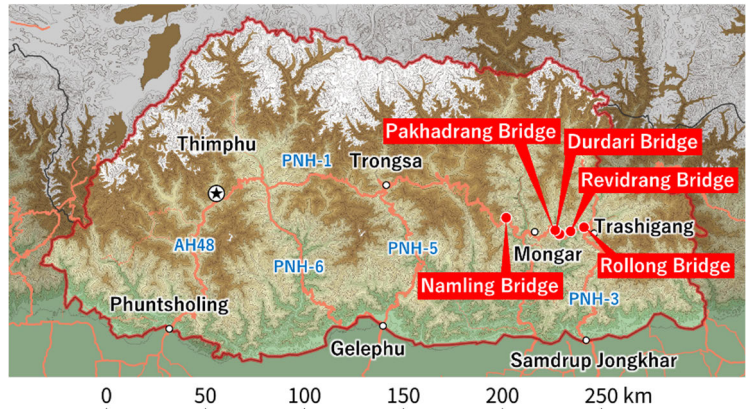 Pakhadrang Bridge
Durdari Bridge
Thimphu
PNH-1
Trongsa
Revidrang Bridge
Trashigang
AH48
PNH-5
Mongar
PNH-6
Rollong Bridge
Namling Bridge
PNH-3
Phuntsholing
Gelephu
Samdrup Jongkhar
0 50 100 150 200 250 km